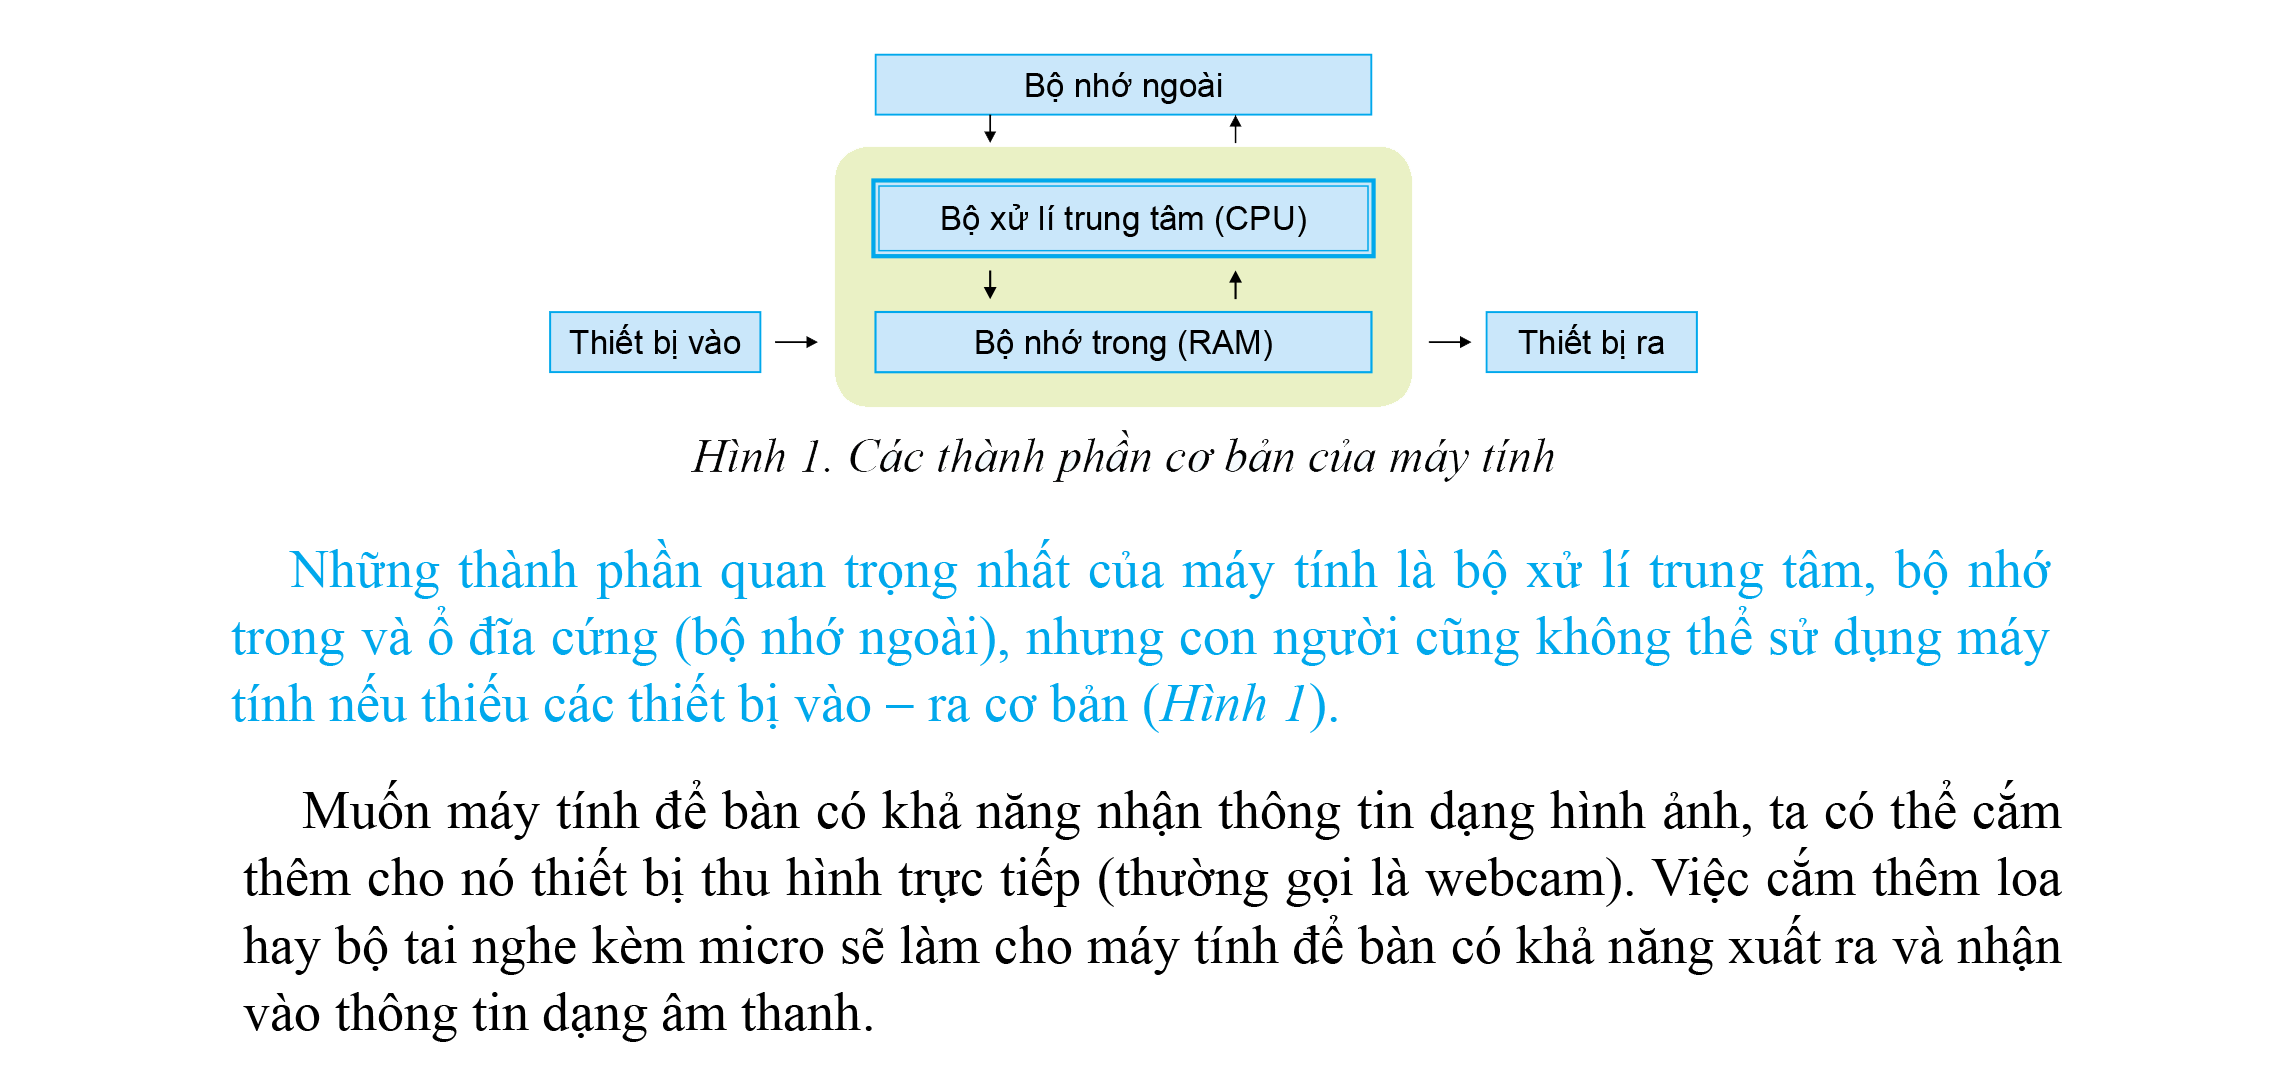 Bộ nhớ ngoài
Bộ xử lí trung tâm (CPU)
Thiết bị vào
Bộ nhớ trong (RAM)
Thiết bị ra
Hình 1. Các thành phần cơ bản của máy tính
Những thành phần quan trọng nhất của máy tính là bộ xử lí trung tâm, bộ nhớ
trong và ổ đĩa cứng (bộ nhớ ngoài), nhưng con người cũng không thể sử dụng máy
tính nếu thiếu các thiết bị vào – ra cơ bản (Hình 1).
Muốn máy tính để bàn có khả năng nhận thông tin dạng hình ảnh, ta có thể cắm
thêm cho nó thiết bị thu hình trực tiếp (thường gọi là webcam). Việc cắm thêm loa
hay bộ tai nghe kèm micro sẽ làm cho máy tính để bàn có khả năng xuất ra và nhận
vào thông tin dạng âm thanh.